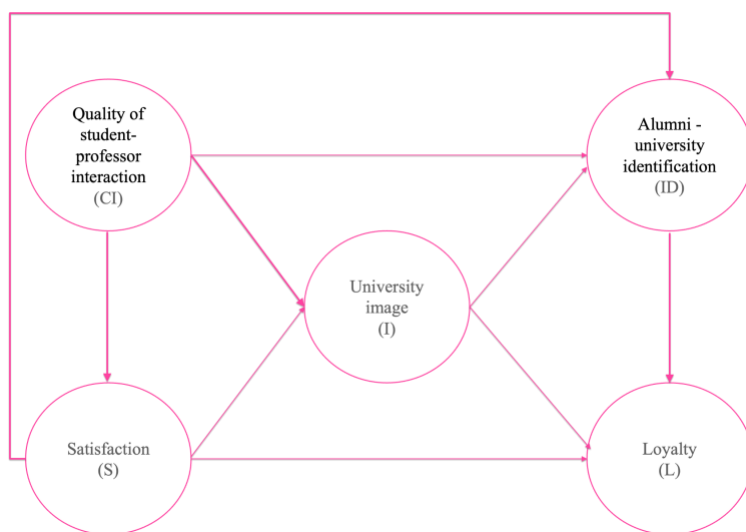 Quality of
student-
professor
interaction
(CI)
Alumni -
university
identification
(ID)
University
image
(I)
Satisfaction
(S)
Loyalty
(L)